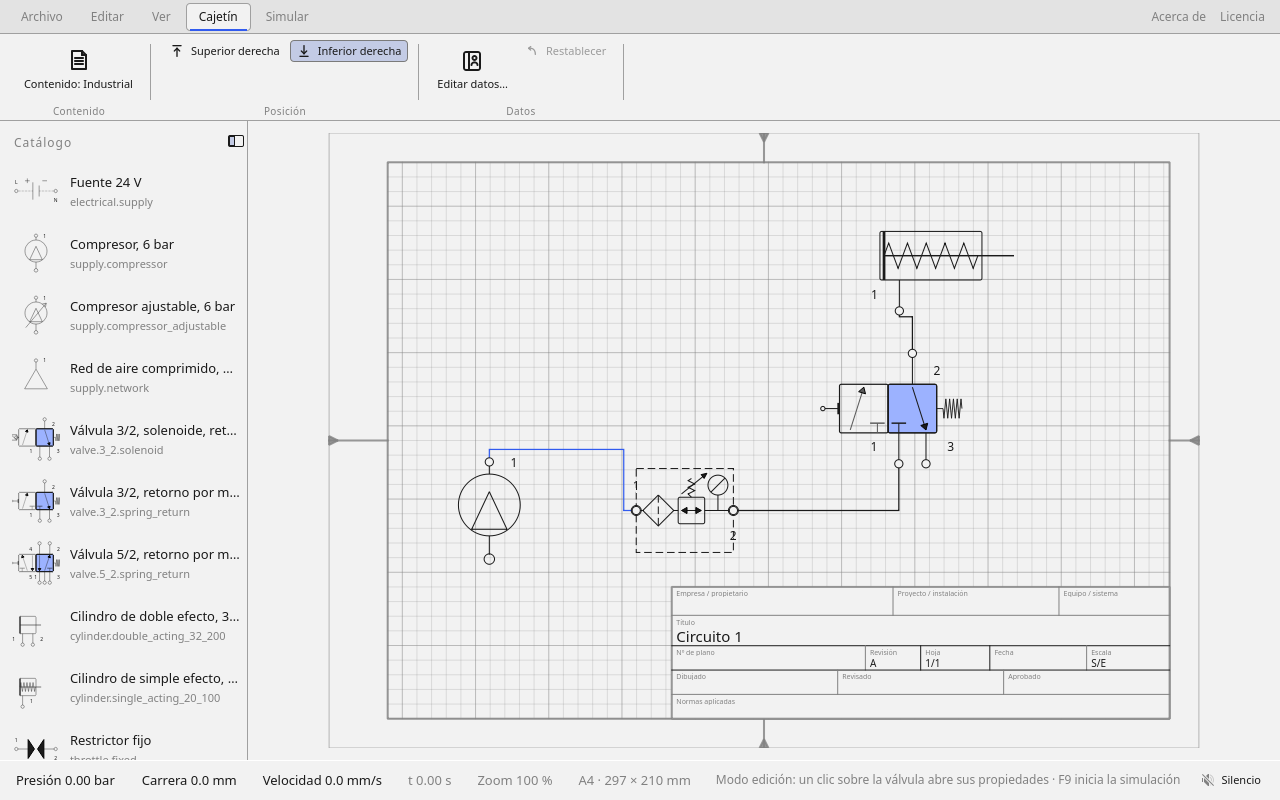 Archivo Editar Ver Cajetín Simular Acerca de Licencia
Superior derecha Inferior derecha Restablecer
Contenido: Industrial Editar datos...
Contenido Posición Datos
Catálogo
Fuente 24 V
electrical.supply
Compresor, 6 bar
supply.compressor
Compresor ajustable, 6 bar
supply.compressor_adjustable
Red de aire comprimido, ...
supply.network
Válvula 3/2, solenoide, ret...
valve.3_2.solenoid
Válvula 3/2, retorno por m...
valve.3_2.spring_return
Válvula 5/2, retorno por m...
valve.5_2.spring_return
Cilindro de doble efecto, 3...
cylinder.double_acting_32_200
Cilindro de simple efecto, ...
cylinder.single_acting_20_100
Restrictor fijo
throttle.fixed
1
2
1 3
1
1
2
Empresa / propietario Proyecto / instalación Equipo / sistema
Título
Circuito 1
Nº de plano Revisión Hoja Fecha Escala
A 1/1 S/E
Dibujado Revisado Aprobado
Normas aplicadas
Presión 0.00 bar Carrera 0.0 mm Velocidad 0.0 mm/s t 0.00 s Zoom 100 % A4 · 297 × 210 mm Modo edición: un clic sobre la válvula abre sus propiedades · F9 inicia la simulación Silencio